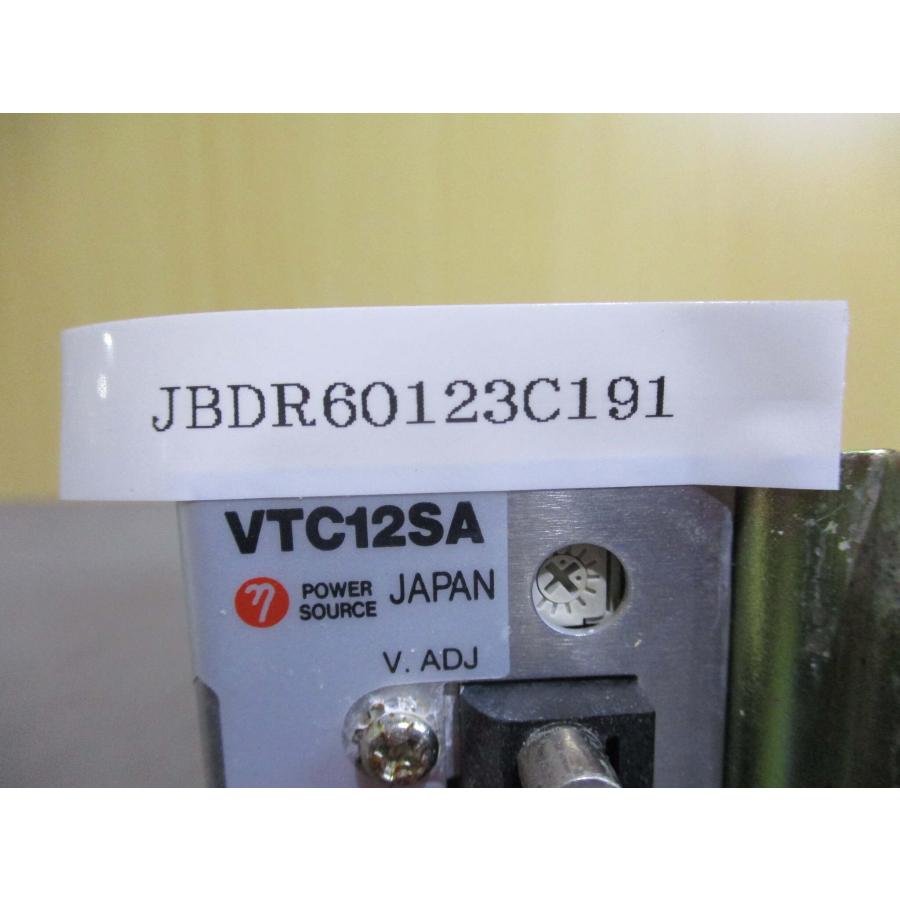 JBDR60123C191
VTC12SA
η POWER SOURCE JAPAN
V. ADJ